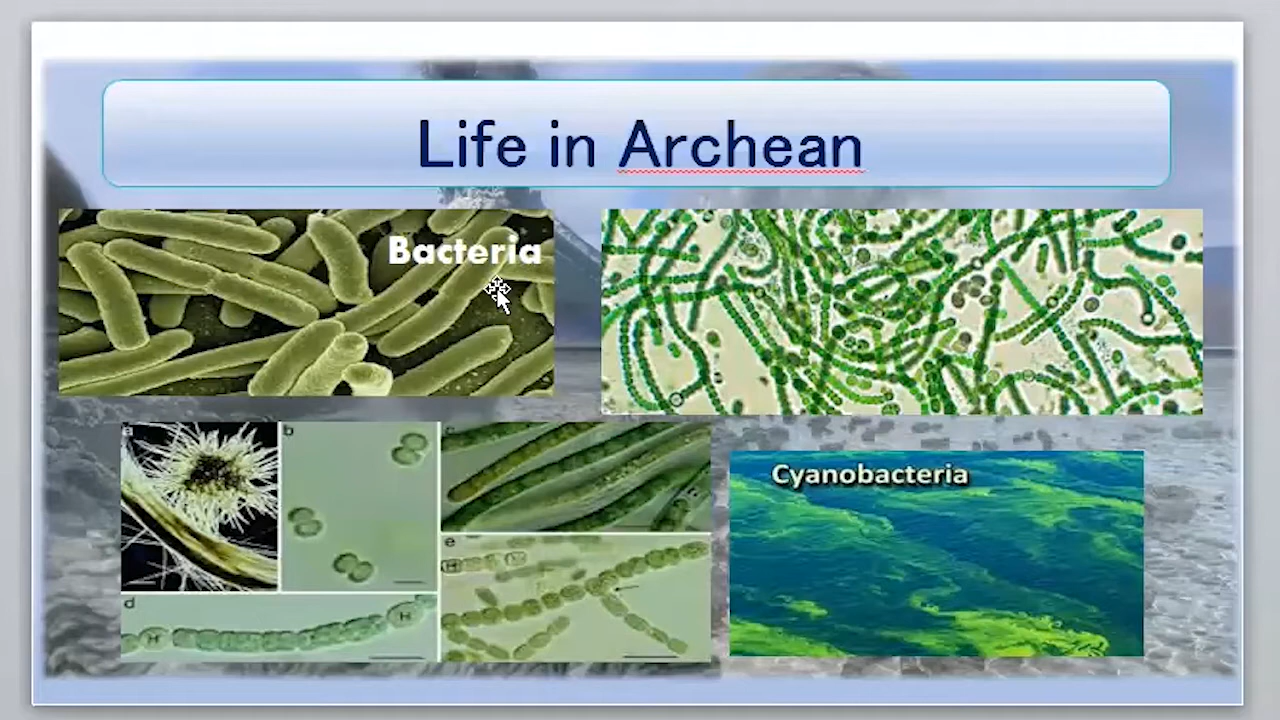 Life in Archean
Bacteria
a
b
c
Cyanobacteria
e
H
d
H
H